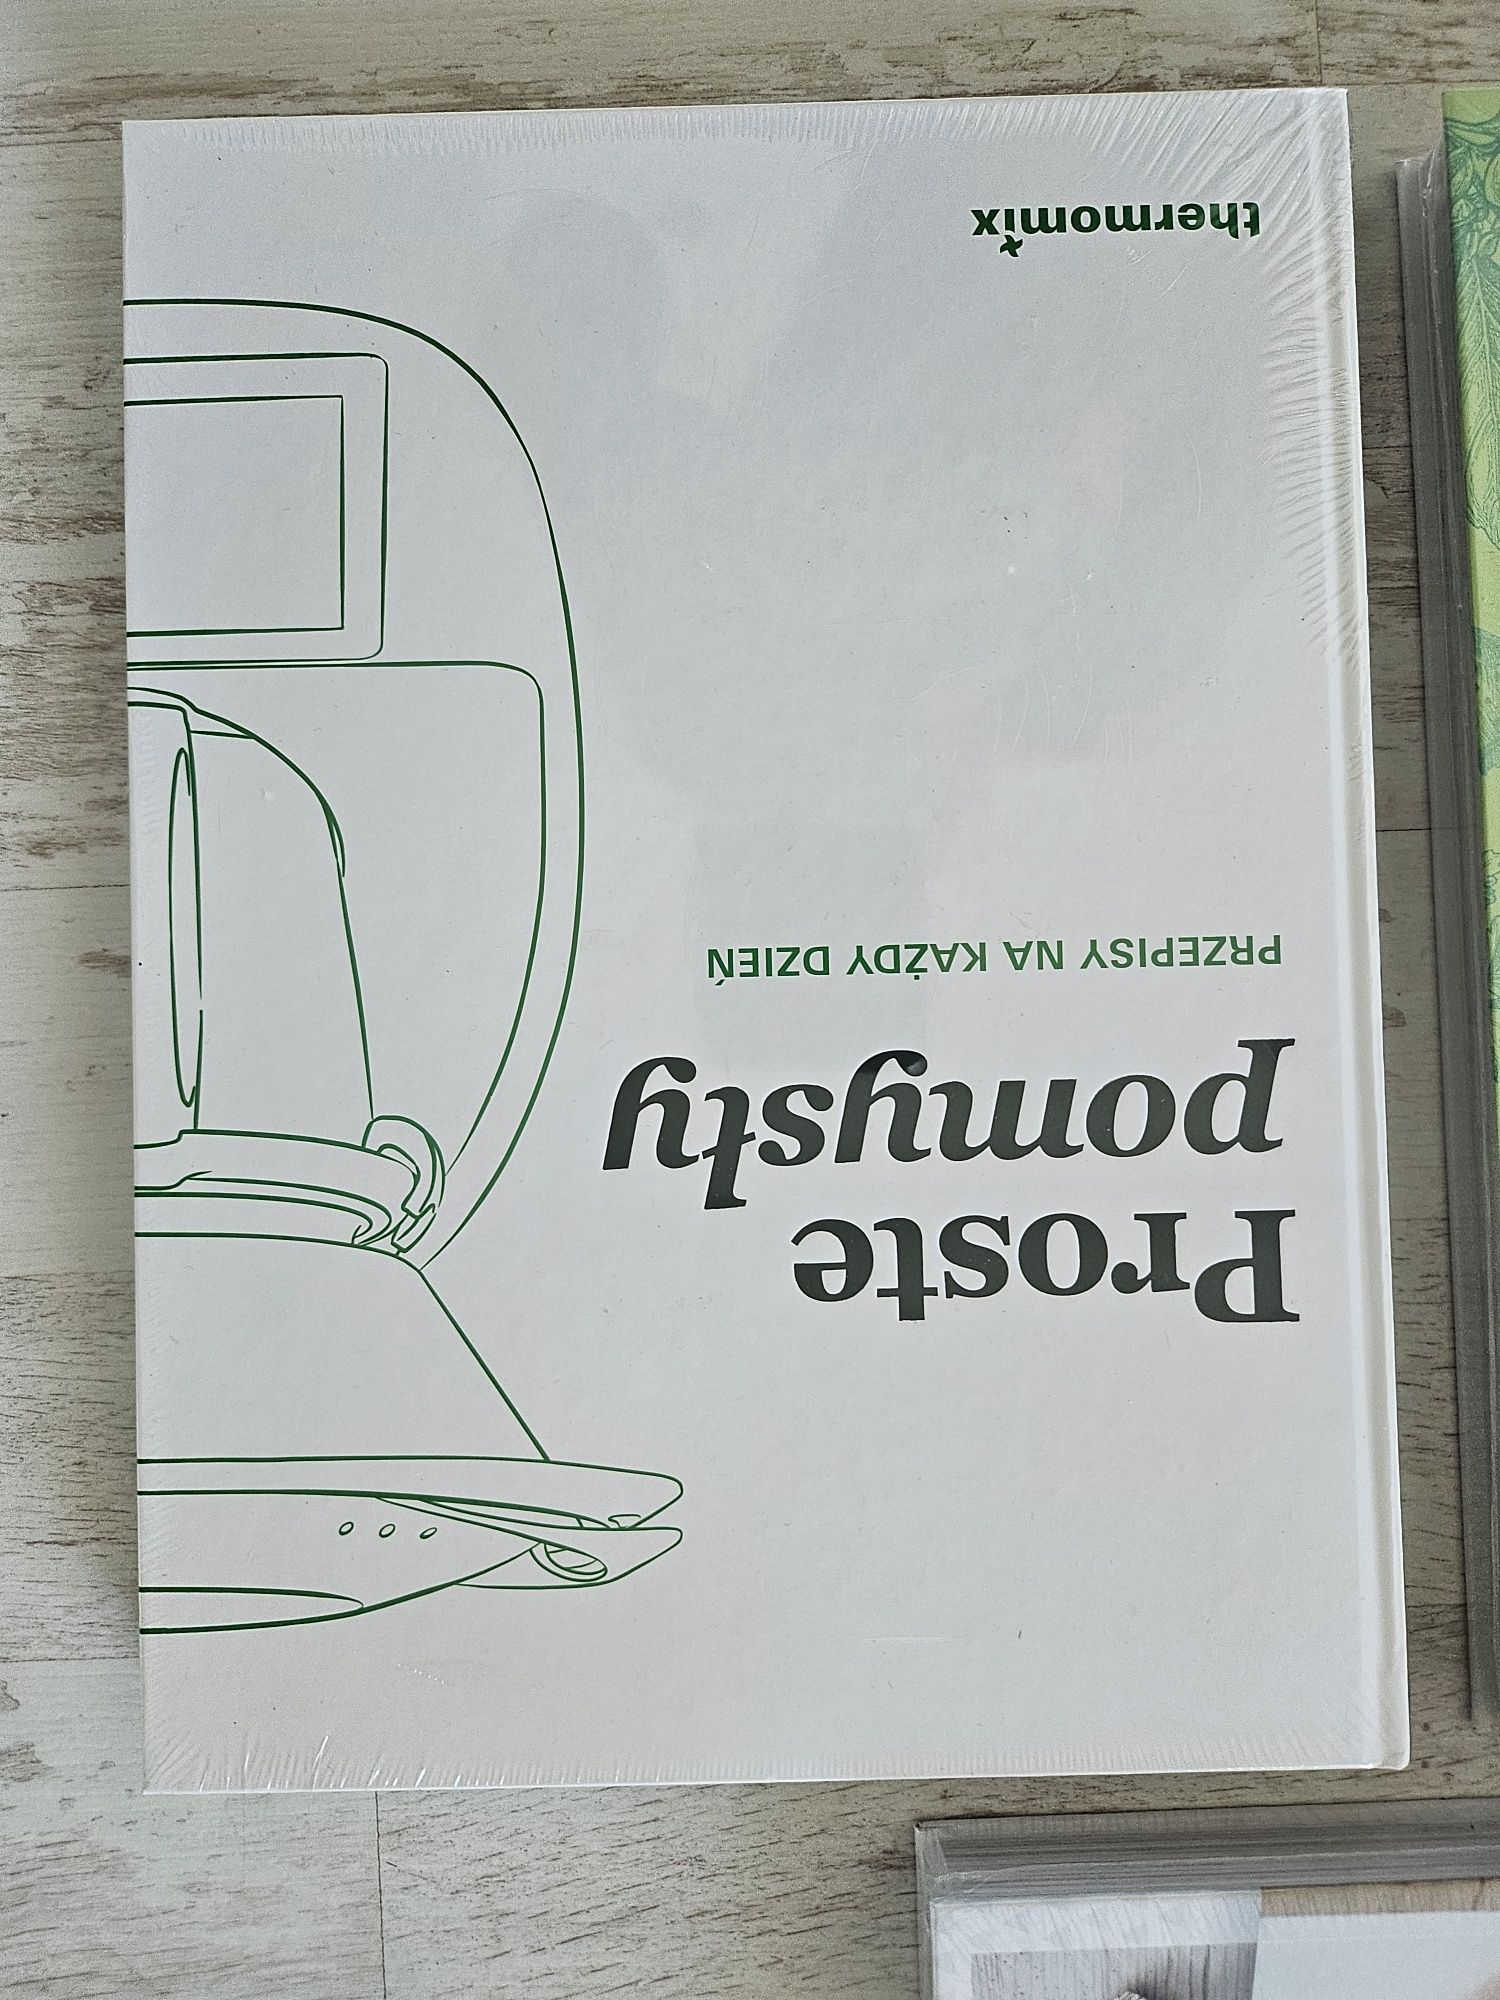 Proste
pomysły
PRZEPISY NA KAŻDY DZIEŃ
thermomix